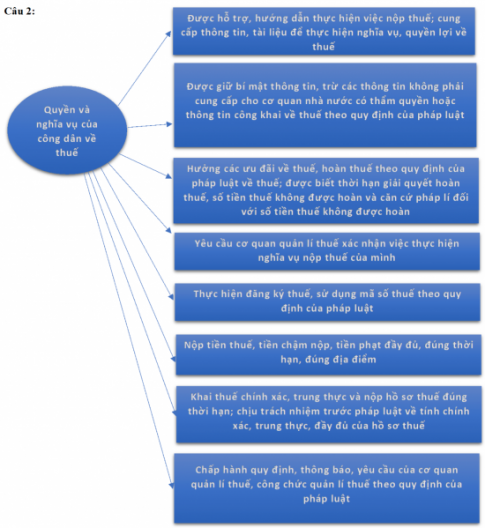 Câu 2:
Được hỗ trợ, hướng dẫn thực hiện việc nộp thuế; cung
cấp thông tin, tài liệu để thực hiện nghĩa vụ, quyền lợi về
thuế
Được giữ bí mật thông tin, trừ các thông tin không phải
cung cấp cho cơ quan nhà nước có thẩm quyền hoặc
thông tin công khai về thuế theo quy định của pháp luật
Quyền và
nghĩa vụ của
công dân về
thuế
Hưởng các ưu đãi về thuế, hoàn thuế theo quy định của
pháp luật về thuế; được biết thời hạn giải quyết hoàn
thuế, số tiền thuế không được hoàn và căn cứ pháp lí đối
với số tiền thuế không được hoàn
Yêu cầu cơ quan quản lí thuế xác nhận việc thực hiện
nghĩa vụ nộp thuế của mình
Thực hiện đăng ký thuế, sử dụng mã số thuế theo quy
định của pháp luật
Nộp tiền thuế, tiền chậm nộp, tiền phạt đầy đủ, đúng thời
hạn, đúng địa điểm
Khai thuế chính xác, trung thực và nộp hồ sơ thuế đúng
thời hạn; chịu trách nhiệm trước pháp luật về tính chính
xác, trung thực, đầy đủ của hồ sơ thuế
Chấp hành quy định, thông báo, yêu cầu của cơ quan
quản lí thuế, công chức quản lí thuế theo quy định của
pháp luật